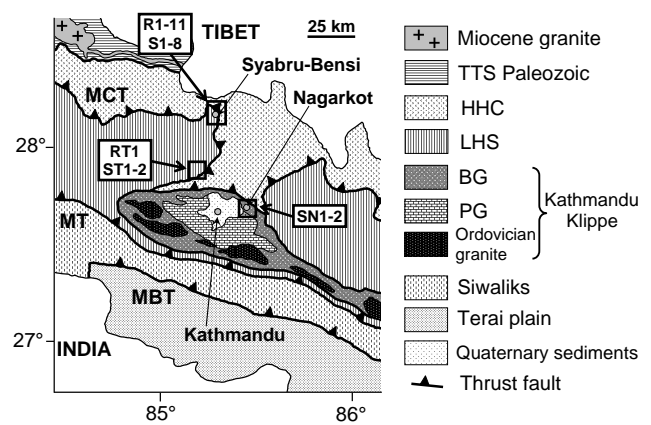 R1-11
S1-8
TIBET
25 km
Syabru-Bensi
MCT
Nagarkot
28°
RT1
ST1-2
SN1-2
MT
MBT
Kathmandu
27°
INDIA
85°
86°
Miocene granite
TTS Paleozoic
HHC
LHS
BG
PG
Ordovician
granite
Kathmandu
Klippe
Siwaliks
Terai plain
Quaternary sediments
Thrust fault